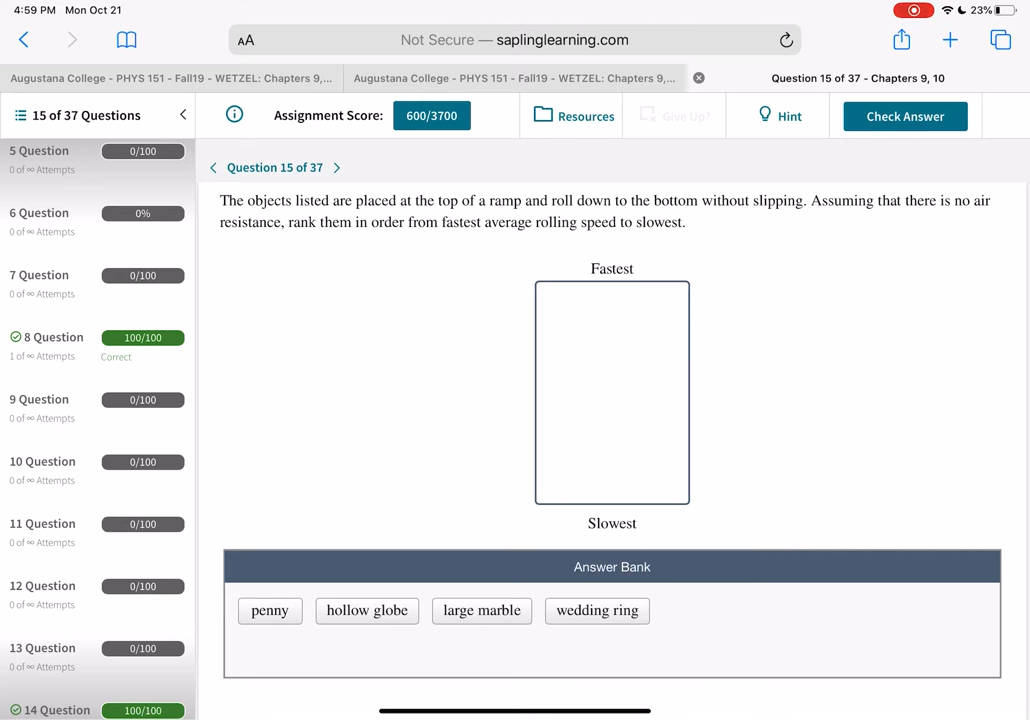 4:59 PM Mon Oct 21
23%
AA
Not Secure — saplinglearning.com
Augustana College - PHYS 151 - Fall19 - WETZEL: Chapters 9,...
Augustana College - PHYS 151 - Fall19 - WETZEL: Chapters 9,...
Question 15 of 37 - Chapters 9, 10
15 of 37 Questions
Assignment Score:
600/3700
Resources
Give Up?
Hint
Check Answer
5 Question
0/100
0 of ∞ Attempts
6 Question
0%
0 of ∞ Attempts
7 Question
0/100
0 of ∞ Attempts
8 Question
100/100
1 of ∞ Attempts
Correct
9 Question
0/100
0 of ∞ Attempts
10 Question
0/100
0 of ∞ Attempts
11 Question
0/100
0 of ∞ Attempts
12 Question
0/100
0 of ∞ Attempts
13 Question
0/100
0 of ∞ Attempts
14 Question
100/100
Question 15 of 37
The objects listed are placed at the top of a ramp and roll down to the bottom without slipping. Assuming that there is no air
resistance, rank them in order from fastest average rolling speed to slowest.
Fastest
Slowest
Answer Bank
penny
hollow globe
large marble
wedding ring